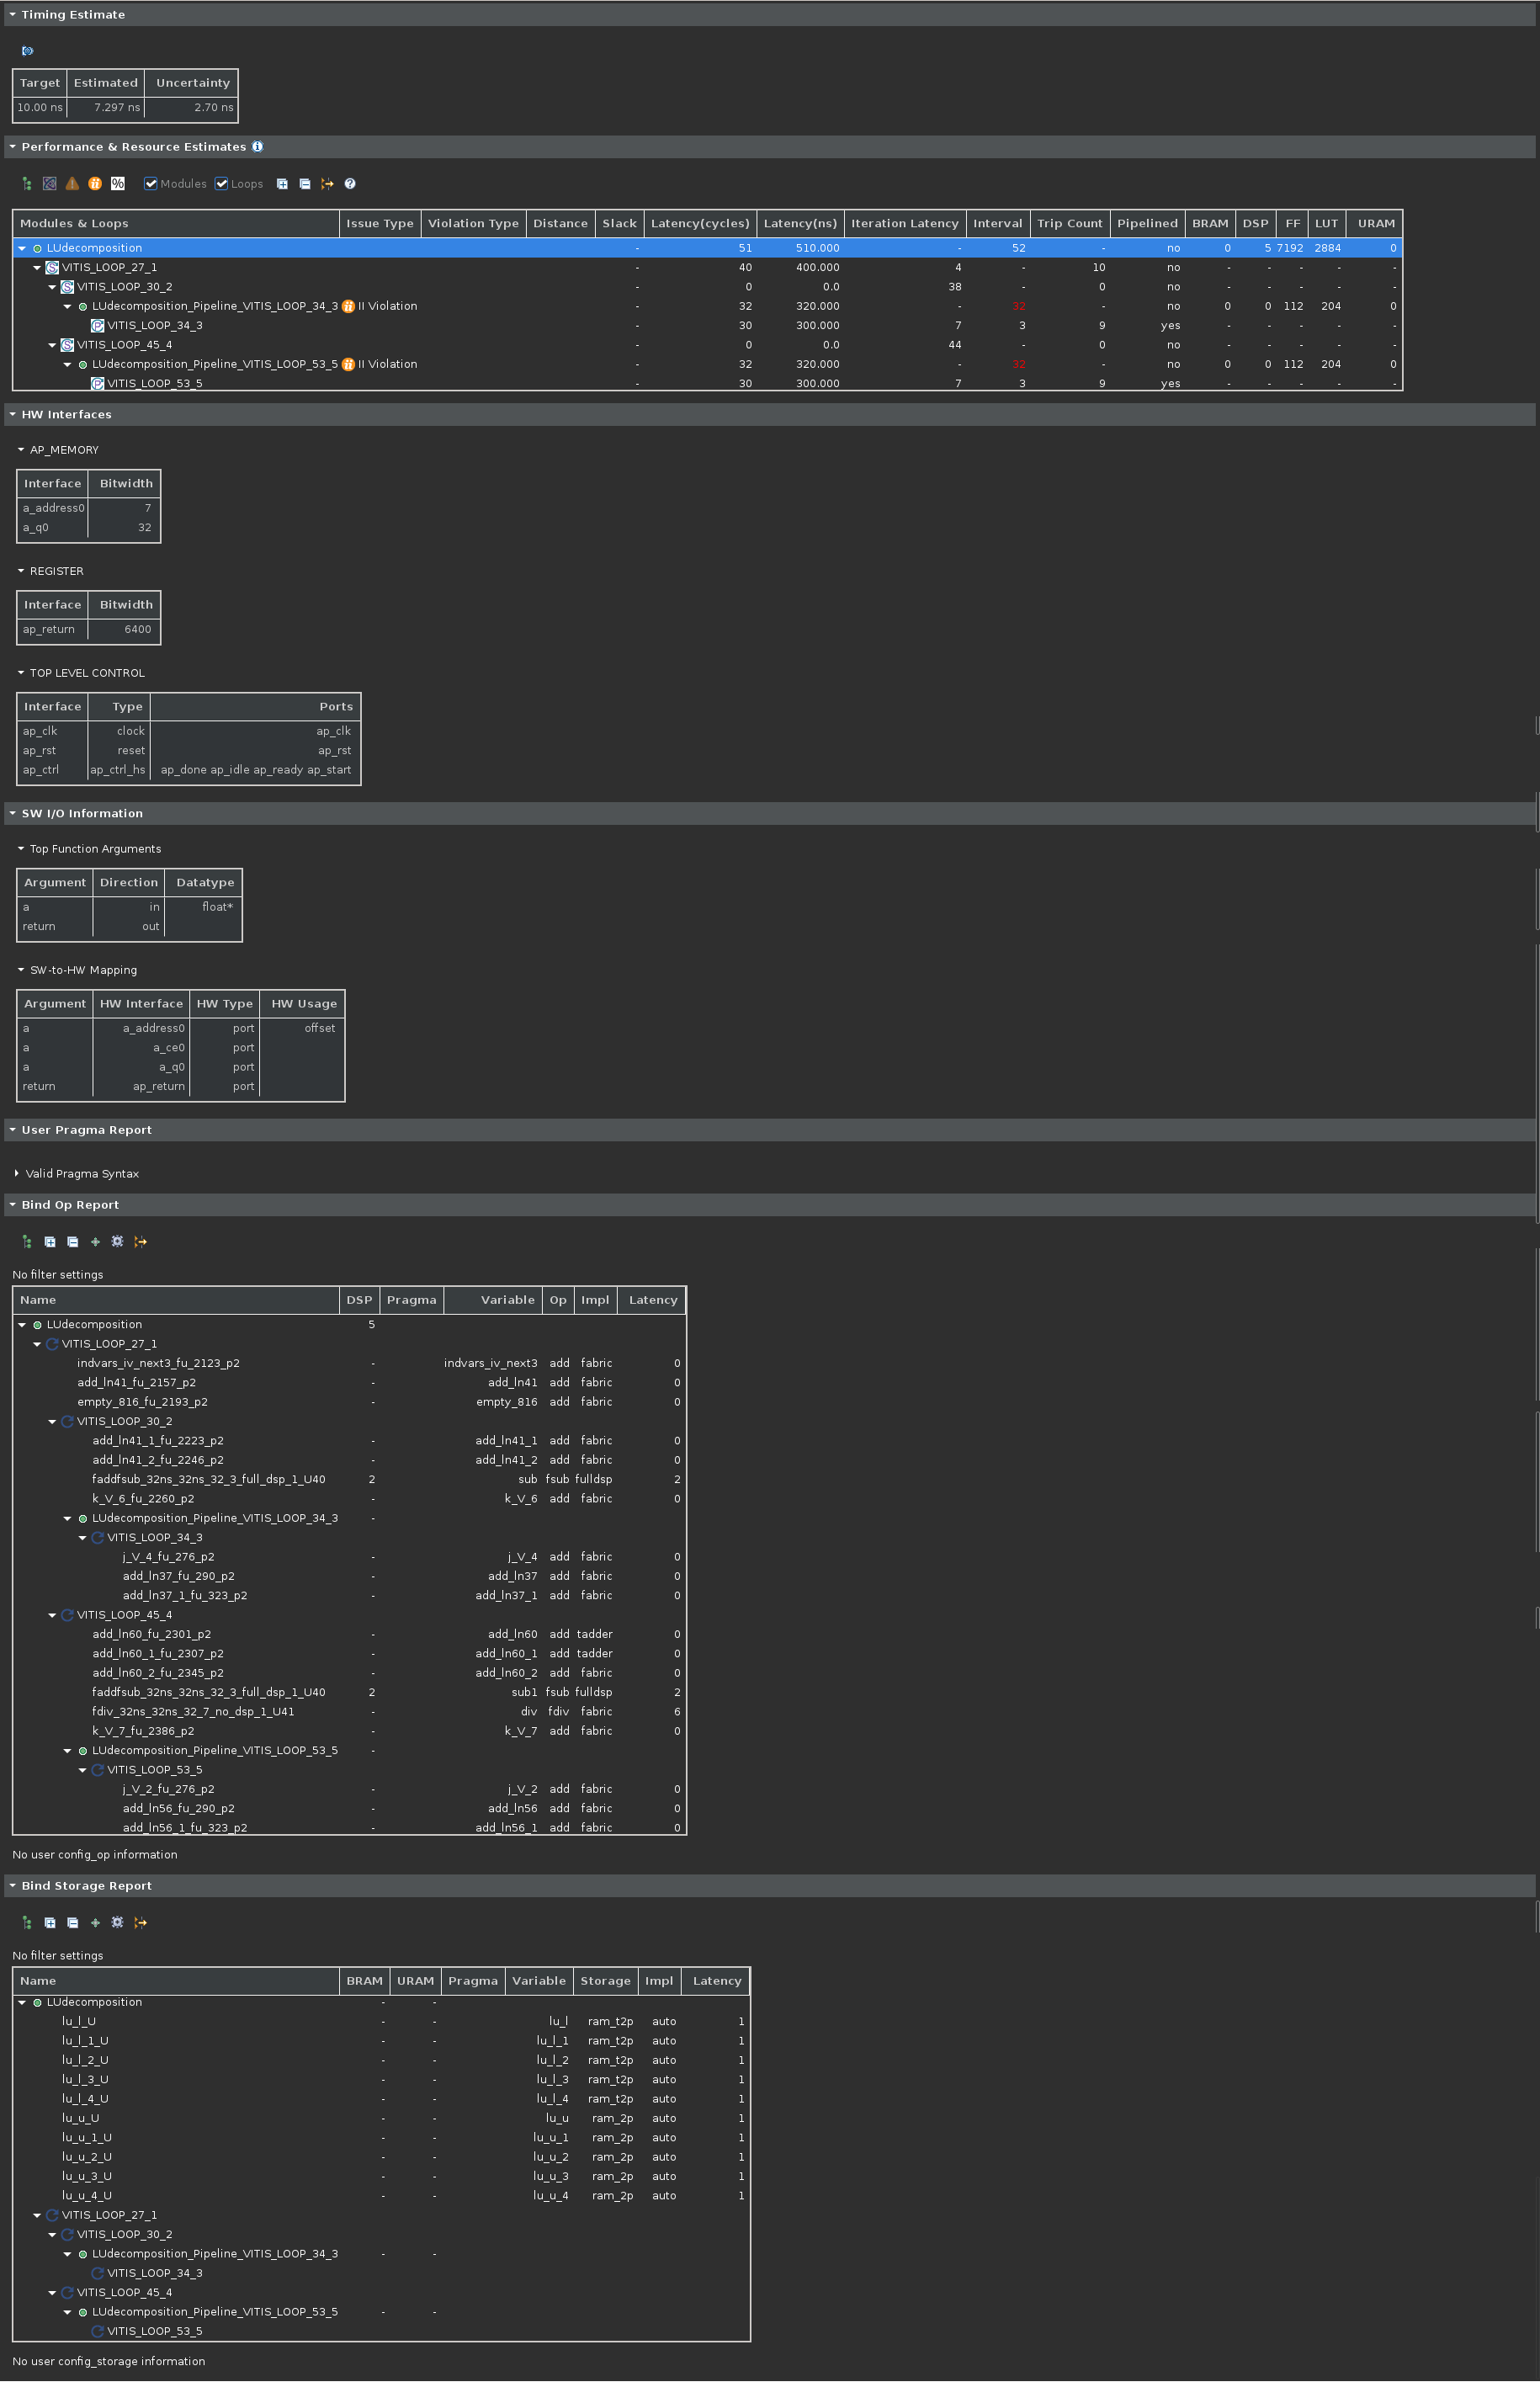 Timing Estimate
Target Estimated Uncertainty
10.00 ns 7.297 ns 2.70 ns
Performance & Resource Estimates
% Modules Loops
Modules & Loops Issue Type Violation Type Distance Slack Latency(cycles) Latency(ns) Iteration Latency Interval Trip Count Pipelined BRAM DSP FF LUT URAM
LUdecomposition - 51 510.000 - 52 - no 0 5 7192 2884 0
VITIS_LOOP_27_1 - 40 400.000 4 - 10 no - - - - -
VITIS_LOOP_30_2 - 0 0.0 38 - 0 no - - - - -
LUdecomposition_Pipeline_VITIS_LOOP_34_3 II Violation - 32 320.000 - 32 - no 0 0 112 204 0
VITIS_LOOP_34_3 - 30 300.000 7 3 9 yes - - - - -
VITIS_LOOP_45_4 - 0 0.0 44 - 0 no - - - - -
LUdecomposition_Pipeline_VITIS_LOOP_53_5 II Violation - 32 320.000 - 32 - no 0 0 112 204 0
VITIS_LOOP_53_5 - 30 300.000 7 3 9 yes - - - - -
HW Interfaces
AP_MEMORY
Interface Bitwidth
a_address0 7
a_q0 32
REGISTER
Interface Bitwidth
ap_return 6400
TOP LEVEL CONTROL
Interface Type Ports
ap_clk clock ap_clk
ap_rst reset ap_rst
ap_ctrl ap_ctrl_hs ap_done ap_idle ap_ready ap_start
SW I/O Information
Top Function Arguments
Argument Direction Datatype
a in float*
return out
SW-to-HW Mapping
Argument HW Interface HW Type HW Usage
a a_address0 port offset
a a_ce0 port
a a_q0 port
return ap_return port
User Pragma Report
Valid Pragma Syntax
Bind Op Report
No filter settings
Name DSP Pragma Variable Op Impl Latency
LUdecomposition 5
VITIS_LOOP_27_1
indvars_iv_next3_fu_2123_p2 - indvars_iv_next3 add fabric 0
add_ln41_fu_2157_p2 - add_ln41 add fabric 0
empty_816_fu_2193_p2 - empty_816 add fabric 0
VITIS_LOOP_30_2
add_ln41_1_fu_2223_p2 - add_ln41_1 add fabric 0
add_ln41_2_fu_2246_p2 - add_ln41_2 add fabric 0
faddfsub_32ns_32ns_32_3_full_dsp_1_U40 2 sub fsub fulldsp 2
k_V_6_fu_2260_p2 - k_V_6 add fabric 0
LUdecomposition_Pipeline_VITIS_LOOP_34_3 -
VITIS_LOOP_34_3
j_V_4_fu_276_p2 - j_V_4 add fabric 0
add_ln37_fu_290_p2 - add_ln37 add fabric 0
add_ln37_1_fu_323_p2 - add_ln37_1 add fabric 0
VITIS_LOOP_45_4
add_ln60_fu_2301_p2 - add_ln60 add tadder 0
add_ln60_1_fu_2307_p2 - add_ln60_1 add tadder 0
add_ln60_2_fu_2345_p2 - add_ln60_2 add fabric 0
faddfsub_32ns_32ns_32_3_full_dsp_1_U40 2 sub1 fsub fulldsp 2
fdiv_32ns_32ns_32_7_no_dsp_1_U41 - div fdiv fabric 6
k_V_7_fu_2386_p2 - k_V_7 add fabric 0
LUdecomposition_Pipeline_VITIS_LOOP_53_5 -
VITIS_LOOP_53_5
j_V_2_fu_276_p2 - j_V_2 add fabric 0
add_ln56_fu_290_p2 - add_ln56 add fabric 0
add_ln56_1_fu_323_p2 - add_ln56_1 add fabric 0
No user config_op information
Bind Storage Report
No filter settings
Name BRAM URAM Pragma Variable Storage Impl Latency
LUdecomposition - -
lu_l_U - - lu_l ram_t2p auto 1
lu_l_1_U - - lu_l_1 ram_t2p auto 1
lu_l_2_U - - lu_l_2 ram_t2p auto 1
lu_l_3_U - - lu_l_3 ram_t2p auto 1
lu_l_4_U - - lu_l_4 ram_t2p auto 1
lu_u_U - - lu_u ram_2p auto 1
lu_u_1_U - - lu_u_1 ram_2p auto 1
lu_u_2_U - - lu_u_2 ram_2p auto 1
lu_u_3_U - - lu_u_3 ram_2p auto 1
lu_u_4_U - - lu_u_4 ram_2p auto 1
VITIS_LOOP_27_1
VITIS_LOOP_30_2
LUdecomposition_Pipeline_VITIS_LOOP_34_3 - -
VITIS_LOOP_34_3
VITIS_LOOP_45_4
LUdecomposition_Pipeline_VITIS_LOOP_53_5 - -
VITIS_LOOP_53_5
No user config_storage information